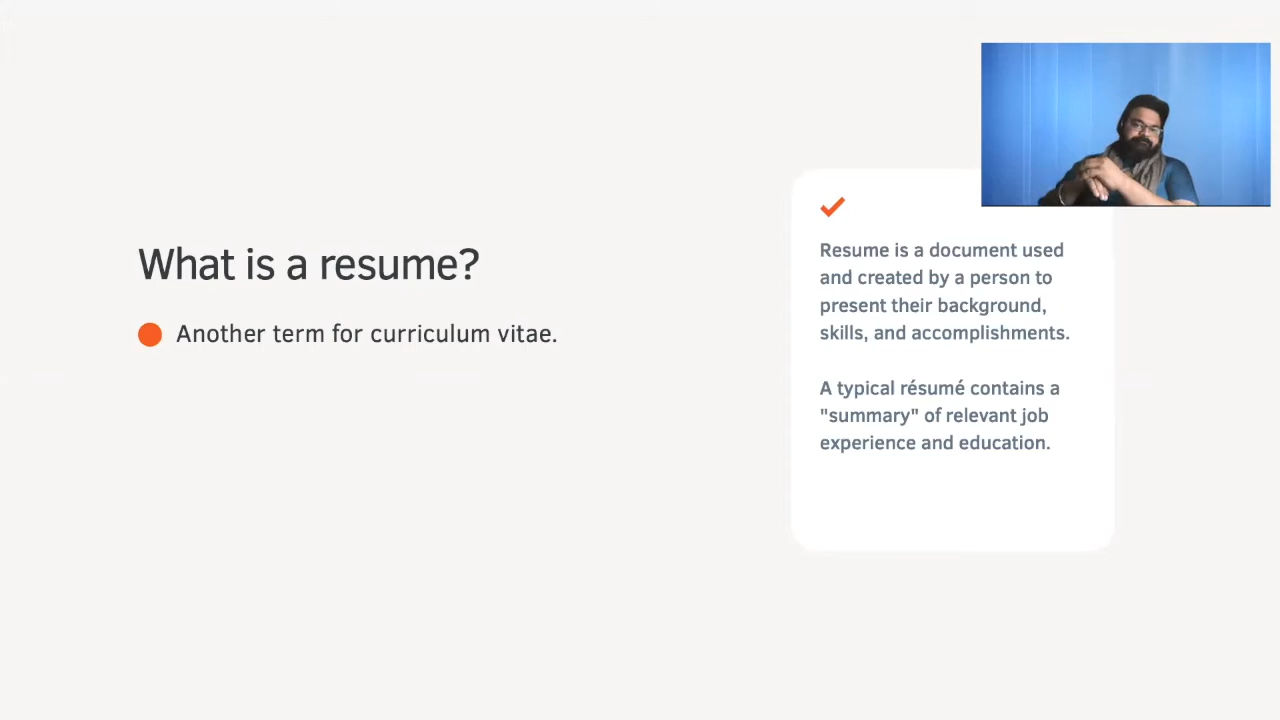 What is a resume?
Another term for curriculum vitae.
Resume is a document used
and created by a person to
present their background,
skills, and accomplishments.
A typical résumé contains a
"summary" of relevant job
experience and education.